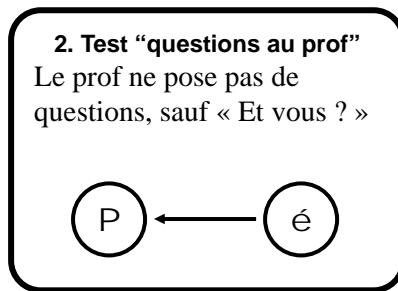 2. Test “questions au prof”
Le prof ne pose pas de
questions, sauf « Et vous ? »
P é